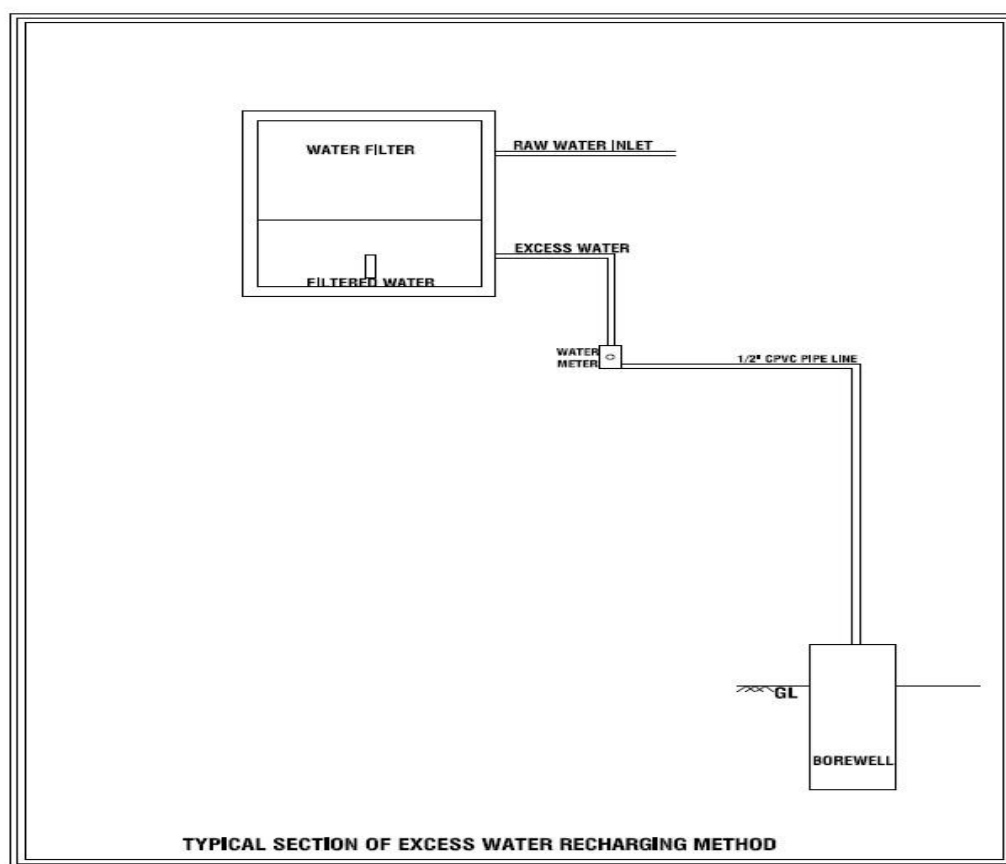 WATER FILTER
RAW WATER INLET
EXCESS WATER
FILTERED WATER
WATER
METER
1/2" CPVC PIPE LINE
GL
BOREWELL
TYPICAL SECTION OF EXCESS WATER RECHARGING METHOD